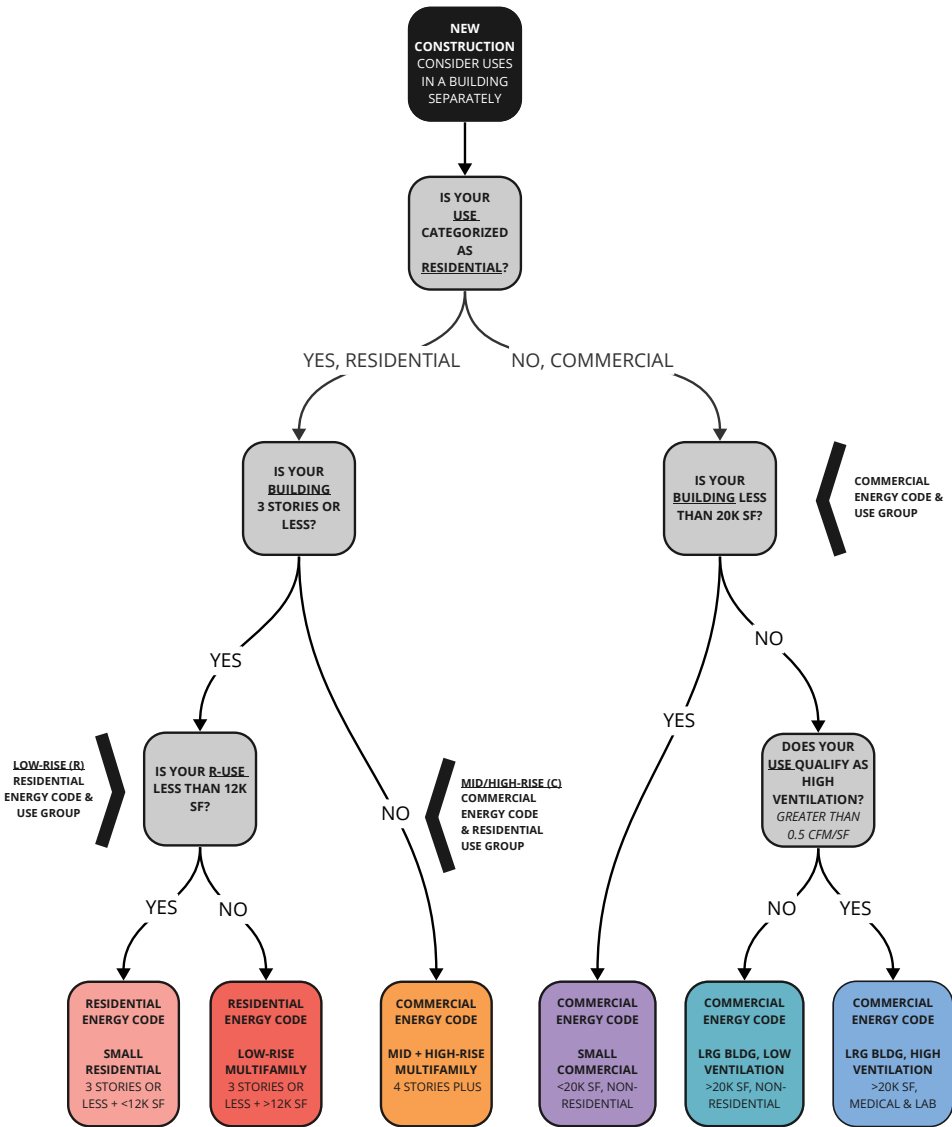 NEW
CONSTRUCTION
CONSIDER USES
IN A BUILDING
SEPARATELY
IS YOUR
USE
CATEGORIZED
AS
RESIDENTIAL?
YES, RESIDENTIAL
NO, COMMERCIAL
IS YOUR
BUILDING
3 STORIES OR
LESS?
IS YOUR
BUILDING LESS
THAN 20K SF?
COMMERCIAL
ENERGY CODE &
USE GROUP
YES
NO
YES
NO
LOW-RISE (R)
RESIDENTIAL
ENERGY CODE &
USE GROUP
IS YOUR R-USE
LESS THAN 12K
SF?
MID/HIGH-RISE (C)
COMMERCIAL
ENERGY CODE
& RESIDENTIAL
USE GROUP
DOES YOUR
USE QUALIFY AS
HIGH
VENTILATION?
GREATER THAN
0.5 CFM/SF
YES
NO
NO
YES
RESIDENTIAL
ENERGY CODE
SMALL
RESIDENTIAL
3 STORIES OR
LESS + <12K SF
RESIDENTIAL
ENERGY CODE
LOW-RISE
MULTIFAMILY
3 STORIES OR
LESS + >12K SF
COMMERCIAL
ENERGY CODE
MID + HIGH-RISE
MULTIFAMILY
4 STORIES PLUS
COMMERCIAL
ENERGY CODE
SMALL
COMMERCIAL
<20K SF, NON-
RESIDENTIAL
COMMERCIAL
ENERGY CODE
LRG BLDG, LOW
VENTILATION
>20K SF, NON-
RESIDENTIAL
COMMERCIAL
ENERGY CODE
LRG BLDG, HIGH
VENTILATION
>20K SF,
MEDICAL & LAB